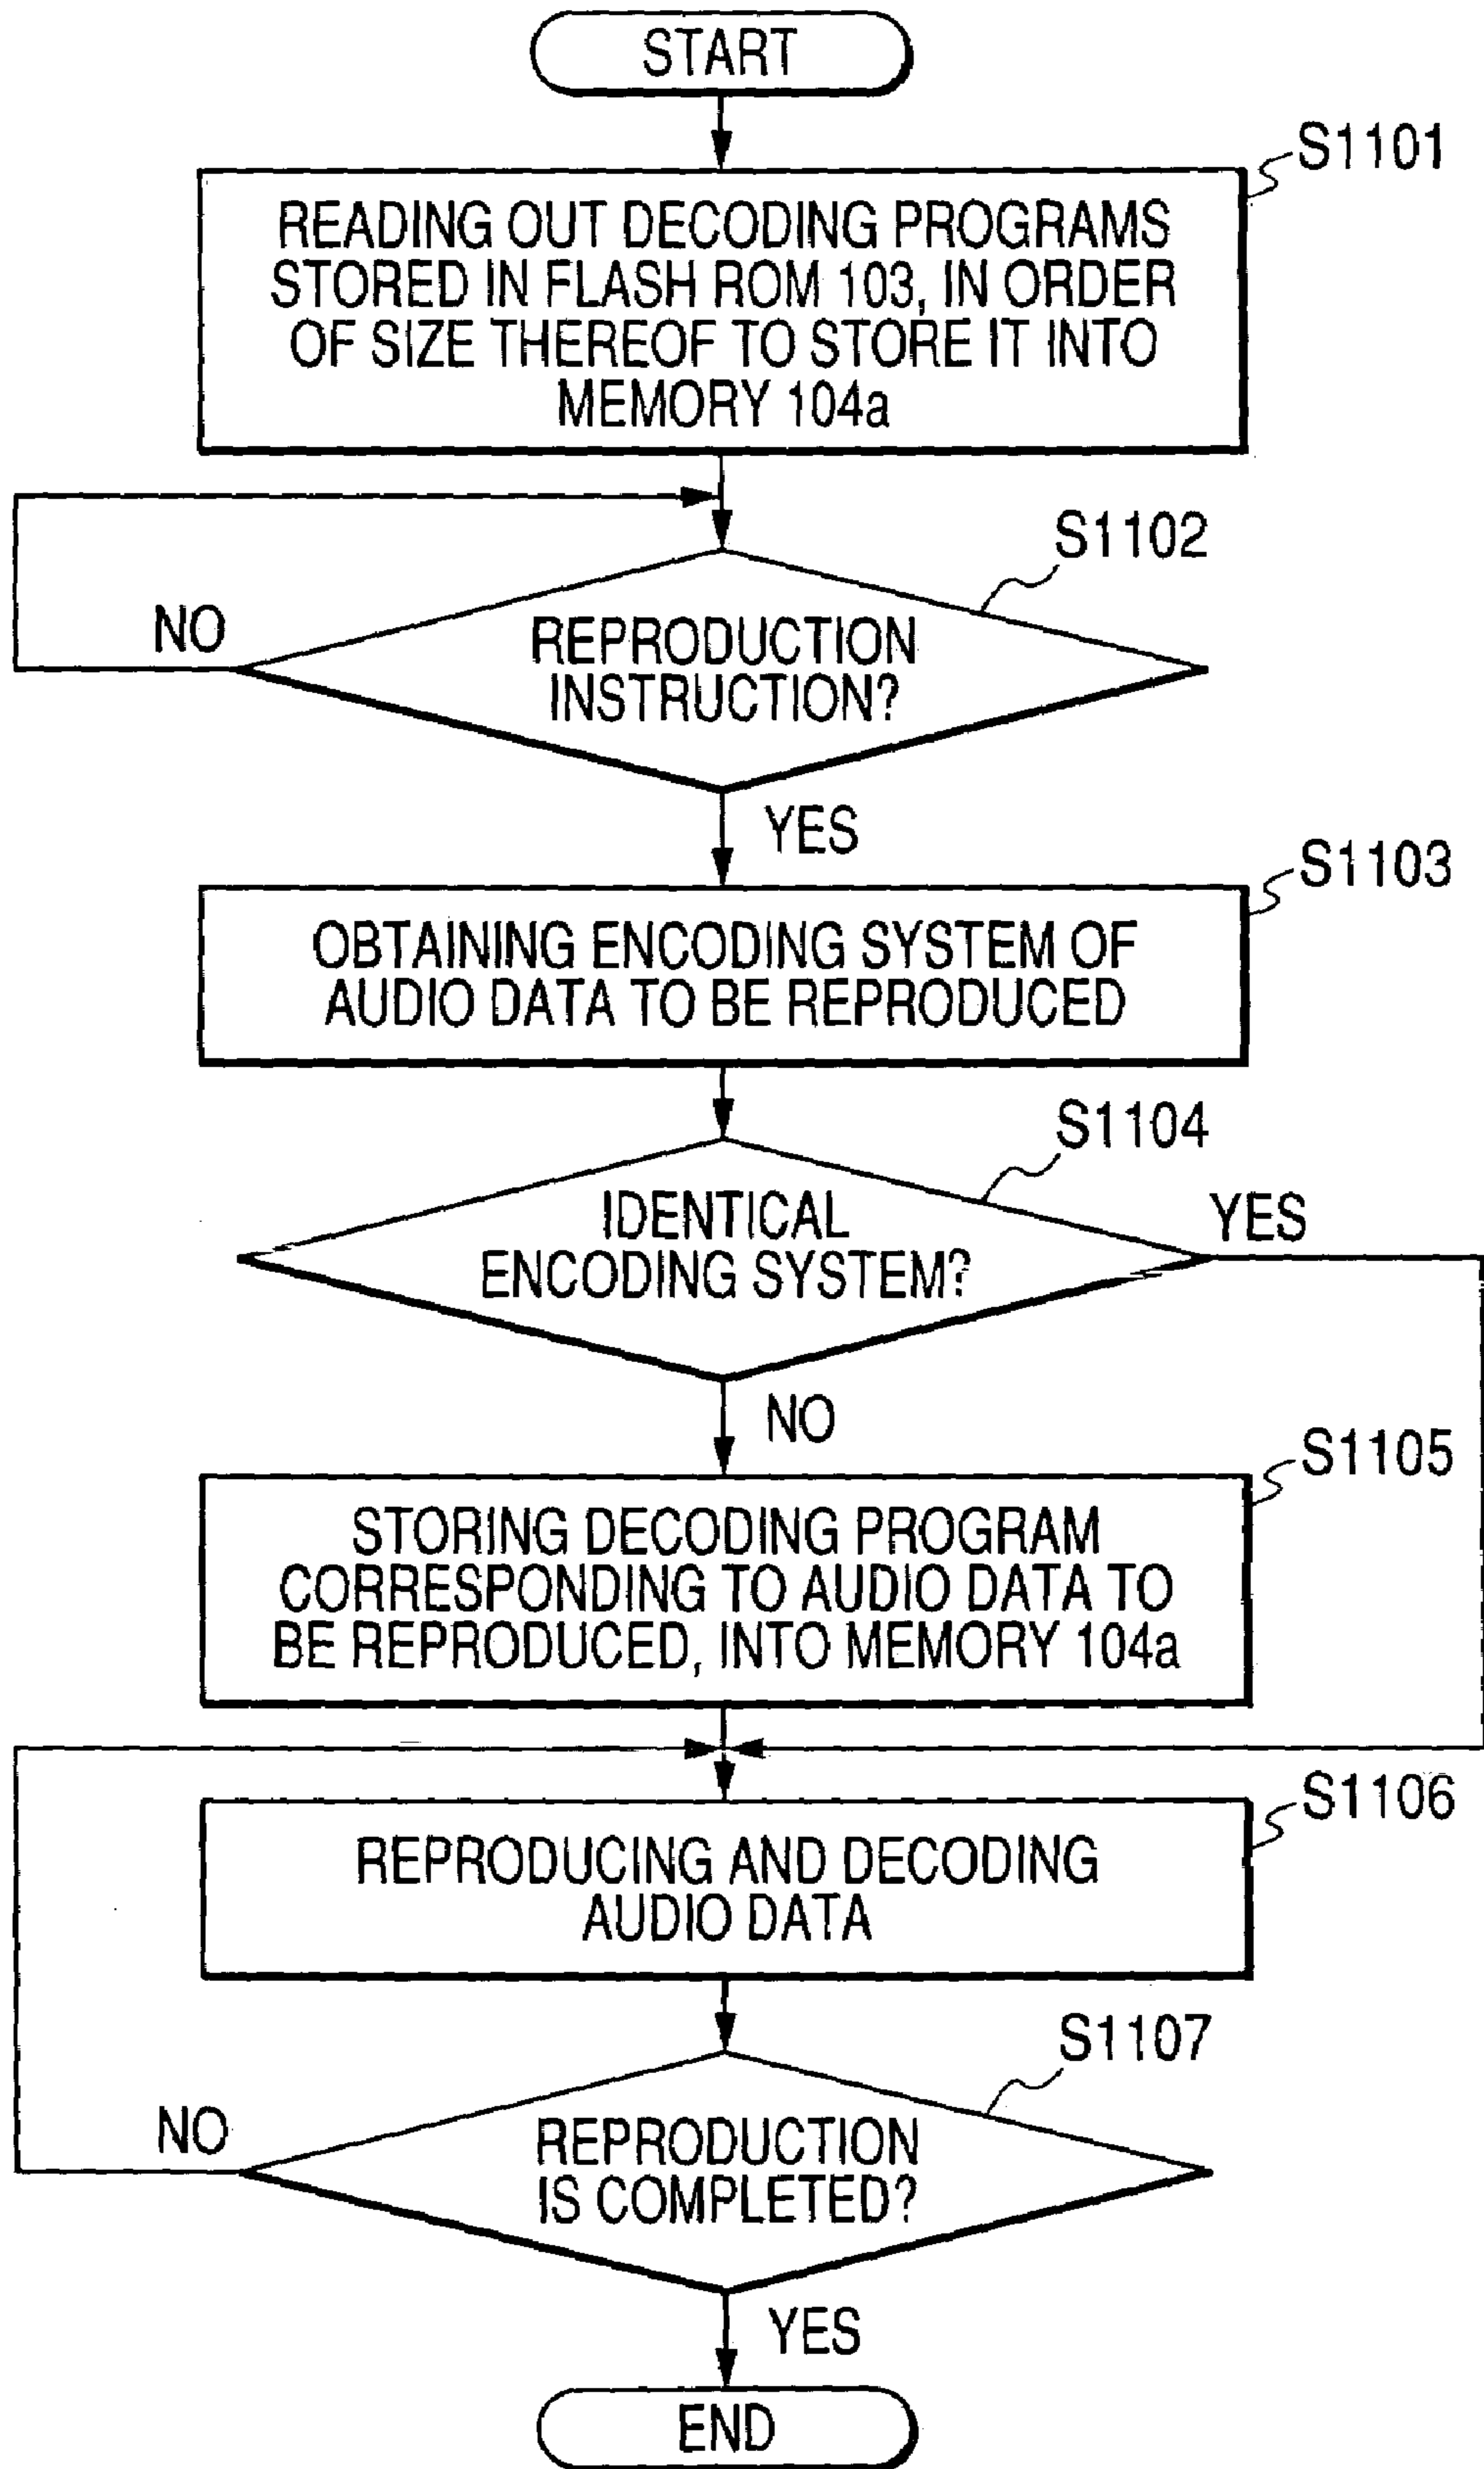 START
S1101
READING OUT DECODING PROGRAMS
STORED IN FLASH ROM 103, IN ORDER
OF SIZE THEREOF TO STORE IT INTO
MEMORY 104a
S1102
NO
REPRODUCTION
INSTRUCTION?
YES
S1103
OBTAINING ENCODING SYSTEM OF
AUDIO DATA TO BE REPRODUCED
S1104
IDENTICAL
ENCODING SYSTEM?
YES
NO
S1105
STORING DECODING PROGRAM
CORRESPONDING TO AUDIO DATA TO
BE REPRODUCED, INTO MEMORY 104a
S1106
REPRODUCING AND DECODING
AUDIO DATA
S1107
NO
REPRODUCTION
IS COMPLETED?
YES
END